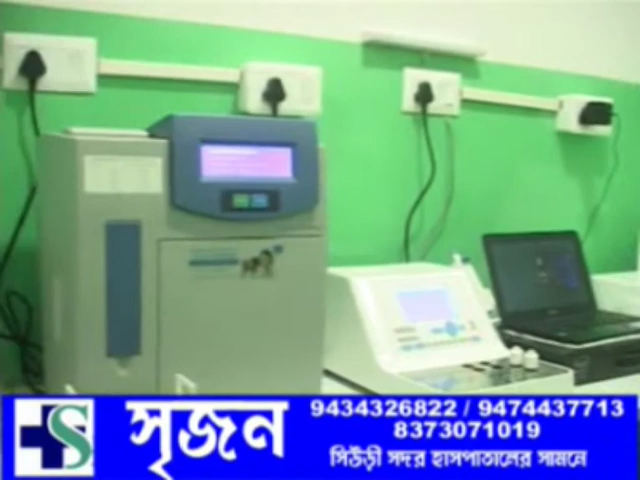 S
সৃজন
9434326822 / 9474437713
8373071019
সিউড়ী সদর হাসপাতালের সামনে